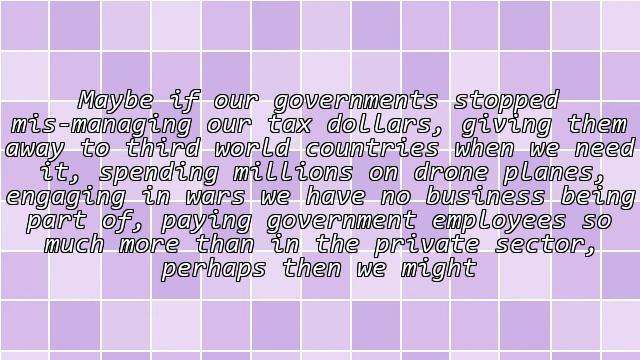 Maybe if our governments stopped
mis-managing our tax dollars, giving them
away to third world countries when we need
it, spending millions on drone planes,
engaging in wars we have no business being
part of, paying government employees so
much more than in the private sector,
perhaps then we might